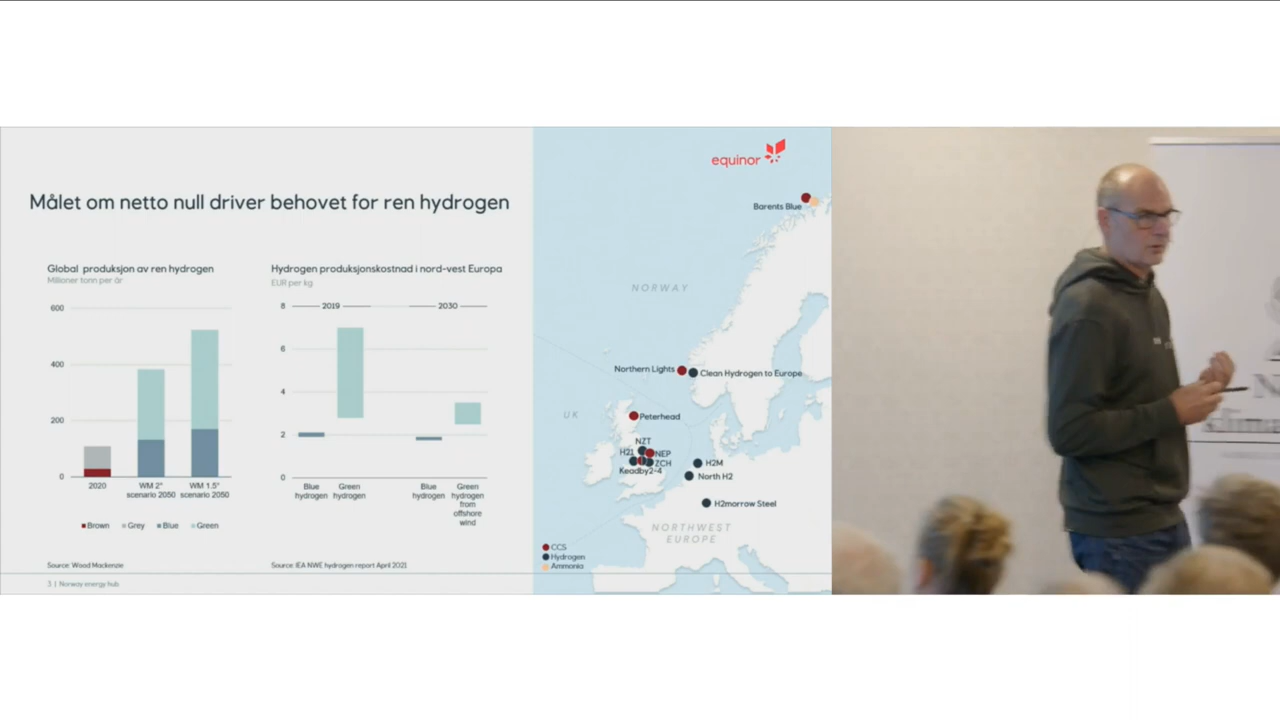 equinor
Målet om netto null driver behovet for ren hydrogen
Global produksjon av ren hydrogen
Millioner tonn per år
600
400
200
0
2020
WM 2°
scenario 2050
WM 1.5°
scenario 2050
Brown
Grey
Blue
Green
Source: Wood Mackenzie
Hydrogen produksjonskostnad i nord-vest Europa
EUR per kg
8
2019
2030
6
4
2
0
Blue
hydrogen
Green
hydrogen
Blue
hydrogen
Green
hydrogen
from
offshore
wind
Source: IEA NWE hydrogen report April 2021
3 | Norway energy hub
Barents Blue
NORWAY
Northern Lights
Clean Hydrogen to Europe
UK
Peterhead
NZT
H21
NEP
ZCH
Keadby2-4
H2M
North H2
H2morrow Steel
NORTHWEST
EUROPE
CCS
Hydrogen
Ammonia